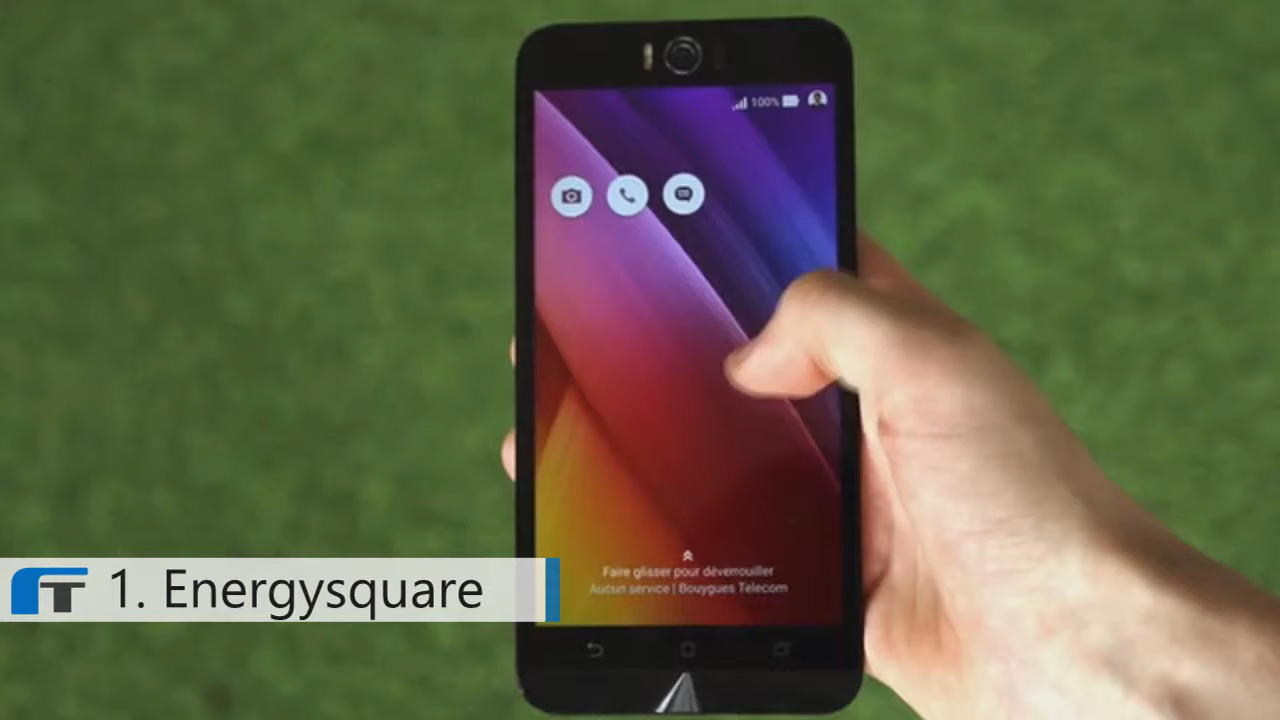 100%
Faire glisser pour déverrouiller
Aucun service | Bouygues Telecom
1. Energysquare